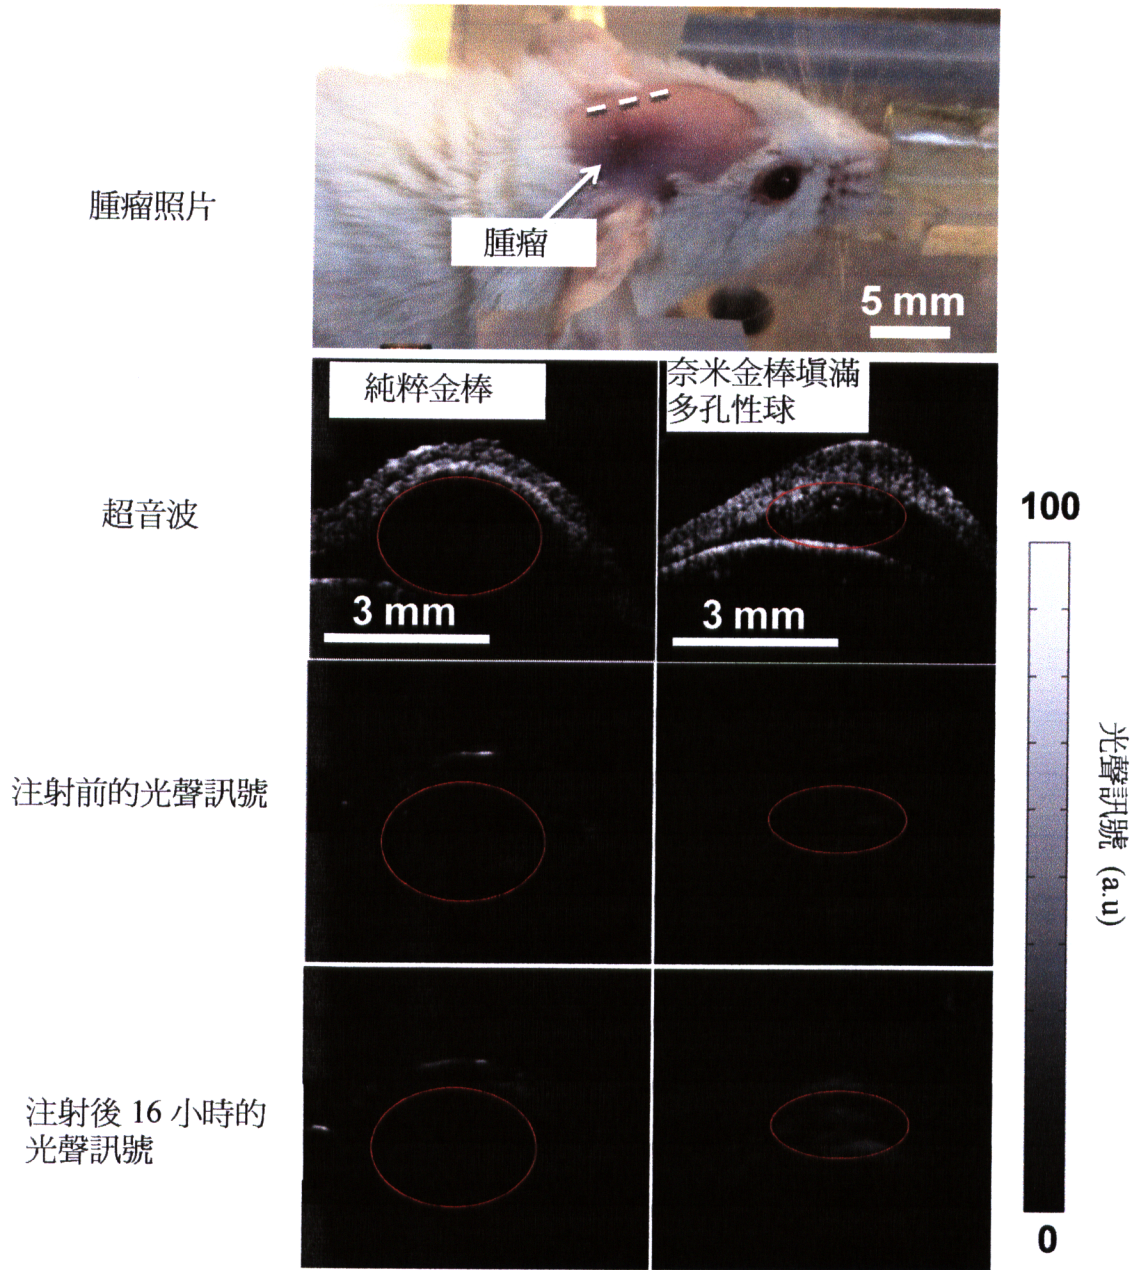 腫瘤照片
腫瘤
5 mm
純粹金棒
奈米金棒填滿
多孔性球
超音波
3 mm
3 mm
100
注射前的光聲訊號
光聲訊號 (a.u)
注射後 16 小時的
光聲訊號
0